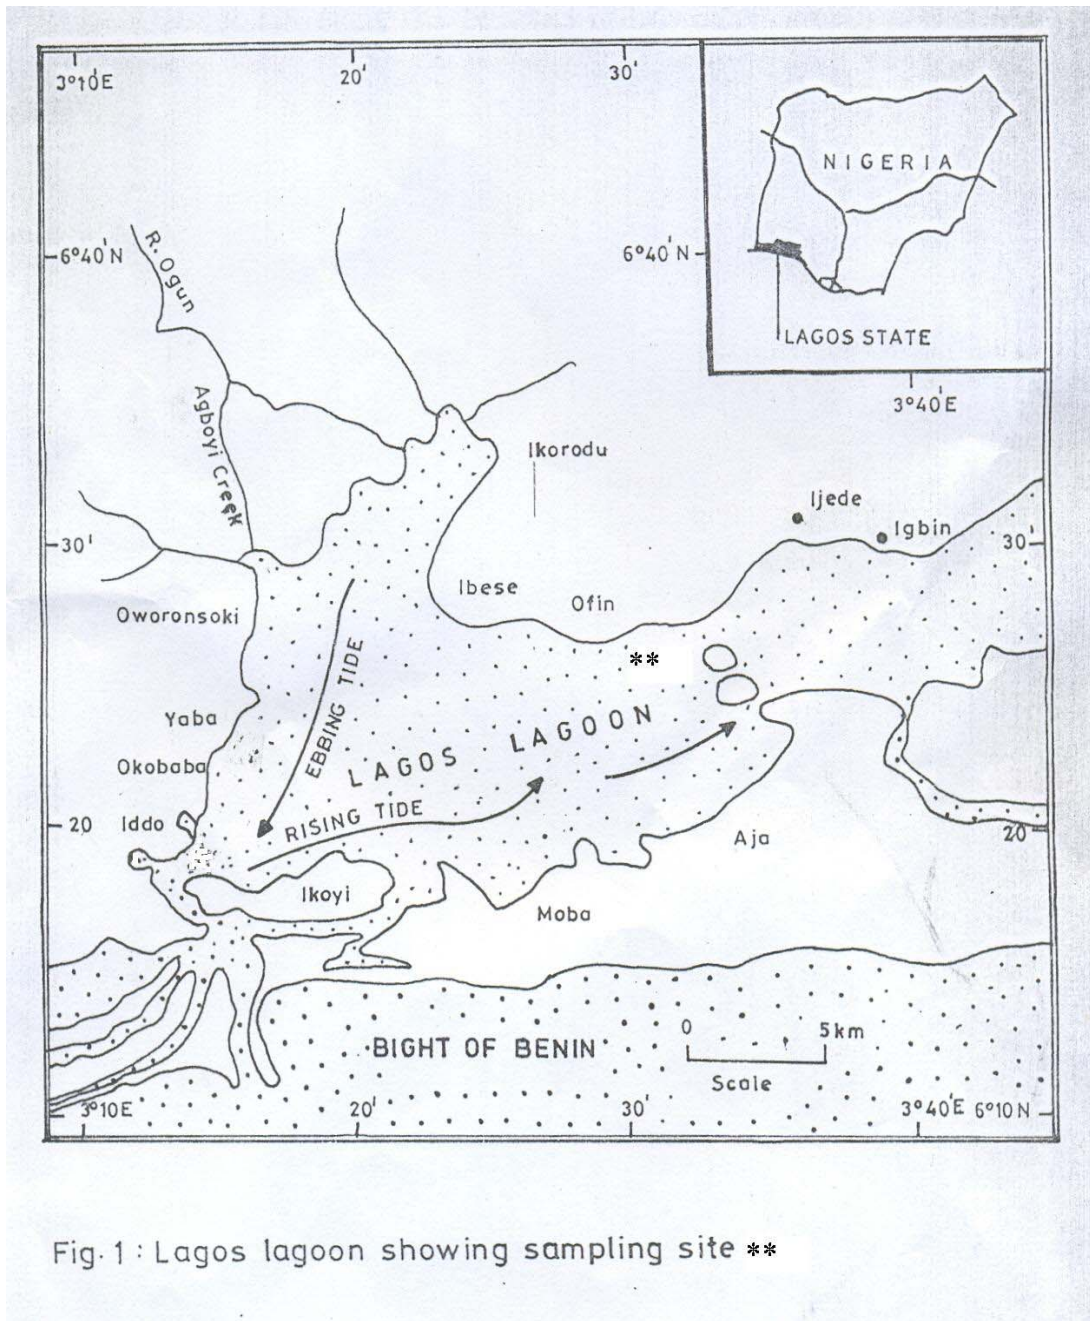 3°10'E
20'
30'
NIGERIA
6°40'N
LAGOS STATE
3°40'E
6°40'N
R. Ogun
Agboyi Creek
Ikorodu
Ijede
Igbin
30'
30'
Oworonsoki
Ibese
Ofin
**
EBBING TIDE
Yaba
LAGOS LAGOON
Okobaba
RISING TIDE
Iddo
20
20'
Aja
Ikoyi
Moba
BIGHT OF BENIN
0 5km
Scale
3°10E
20'
30'
3°40'E 6°10N
Fig. 1 : Lagos lagoon showing sampling site **